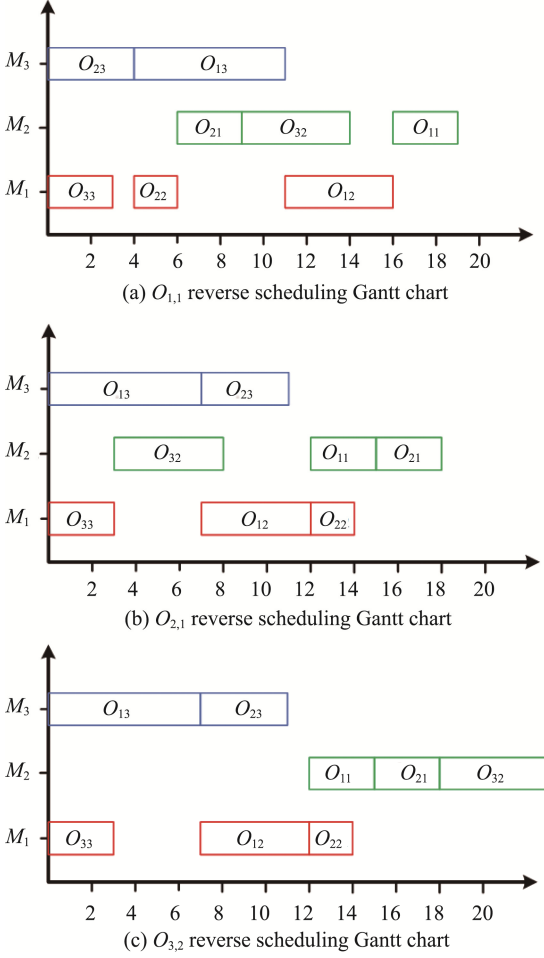 M3 O23 O13
M2 O21 O32 O11
M1 O33 O22 O12
2 4 6 8 10 12 14 16 18 20
(a) O1,1 reverse scheduling Gantt chart
M3 O13 O23
M2 O32 O11 O21
M1 O33 O12 O22
2 4 6 8 10 12 14 16 18 20
(b) O2,1 reverse scheduling Gantt chart
M3 O13 O23
M2 O11 O21 O32
M1 O33 O12 O22
2 4 6 8 10 12 14 16 18 20
(c) O3,2 reverse scheduling Gantt chart